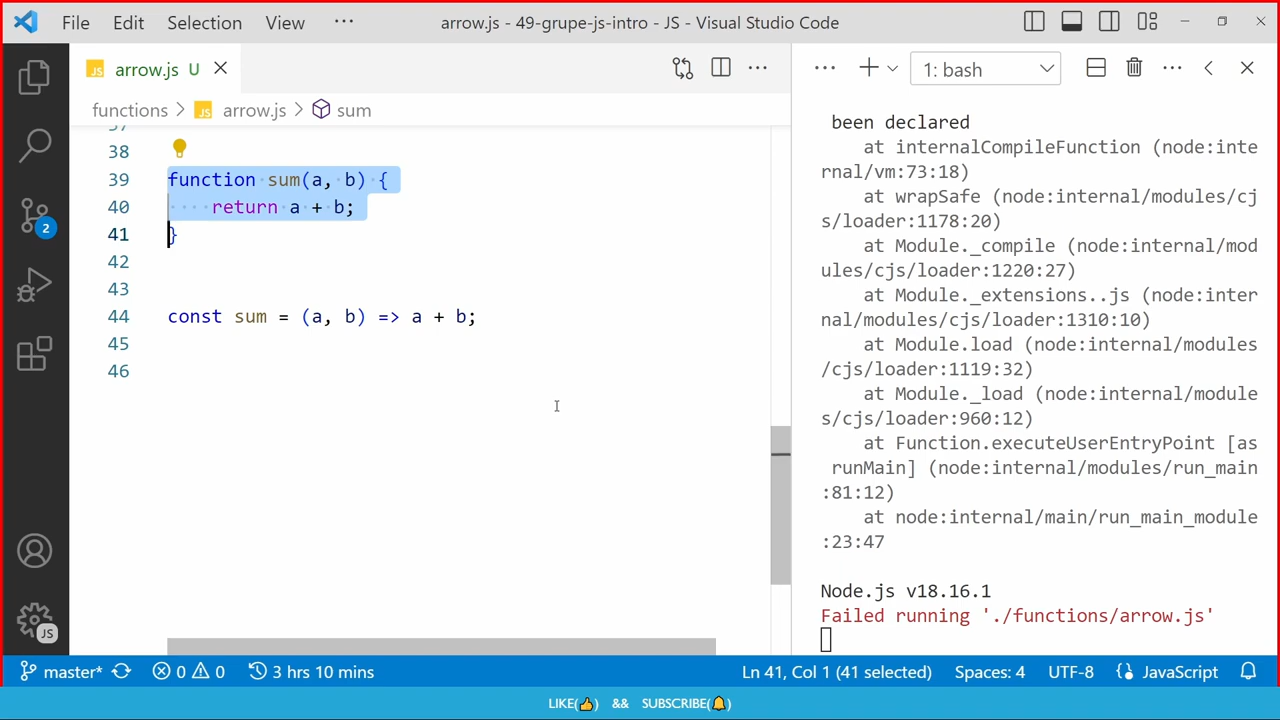 File Edit Selection View ··· arrow.js - 49-grupe-js-intro - JS - Visual Studio Code
JS arrow.js U
functions > JS arrow.js > sum
37
38
39 function sum(a, b) {
40 return a + b;
41 }
42
43
44 const sum = (a, b) => a + b;
45
46
1: bash
been declared
at internalCompileFunction (node:inte
rnal/vm:73:18)
at wrapSafe (node:internal/modules/cj
s/loader:1178:20)
at Module._compile (node:internal/mod
ules/cjs/loader:1220:27)
at Module._extensions..js (node:inter
nal/modules/cjs/loader:1310:10)
at Module.load (node:internal/modules
/cjs/loader:1119:32)
at Module._load (node:internal/module
s/cjs/loader:960:12)
at Function.executeUserEntryPoint [as
runMain] (node:internal/modules/run_main
:81:12)
at node:internal/main/run_main_module
:23:47
Node.js v18.16.1
Failed running './functions/arrow.js'
2
JS
master* 0 0 3 hrs 10 mins Ln 41, Col 1 (41 selected) Spaces: 4 UTF-8 JavaScript
LIKE(👍) && SUBSCRIBE(🔔)